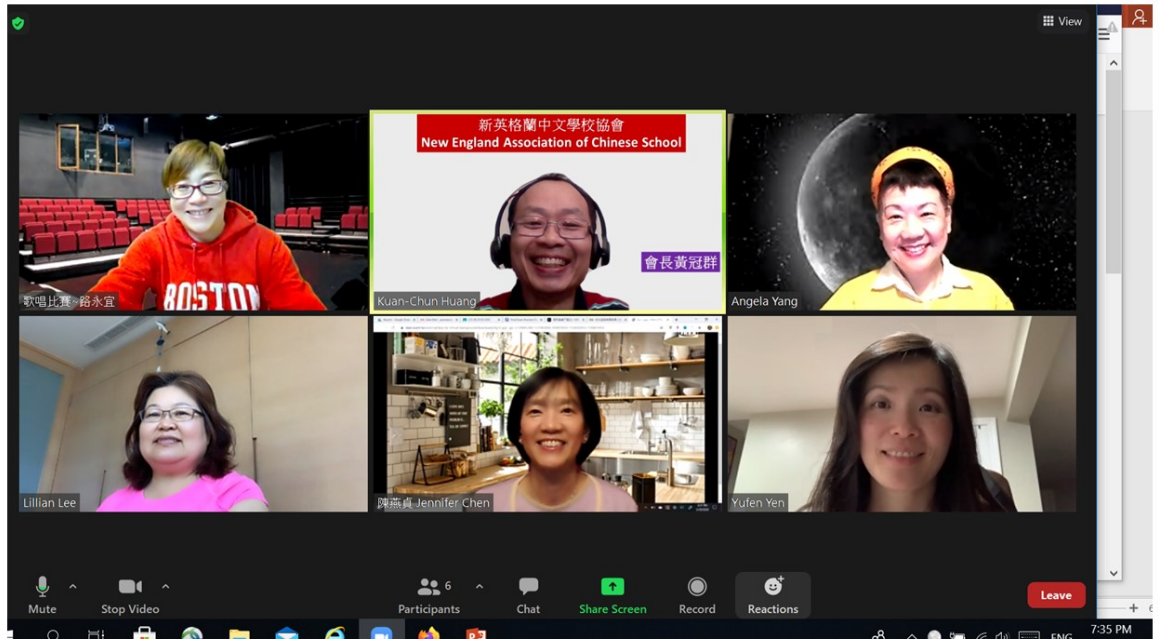 View
新英格蘭中文學校協會
New England Association of Chinese School
會長黃冠群
BOSTON
歌唱比賽~路永宜
Kuan-Chun Huang
Angela Yang
Lillian Lee
陳燕貞 Jennifer Chen
Yufen Yen
6
Mute
Stop Video
Participants
Chat
Share Screen
Record
Reactions
Leave
ENG
7:35 PM